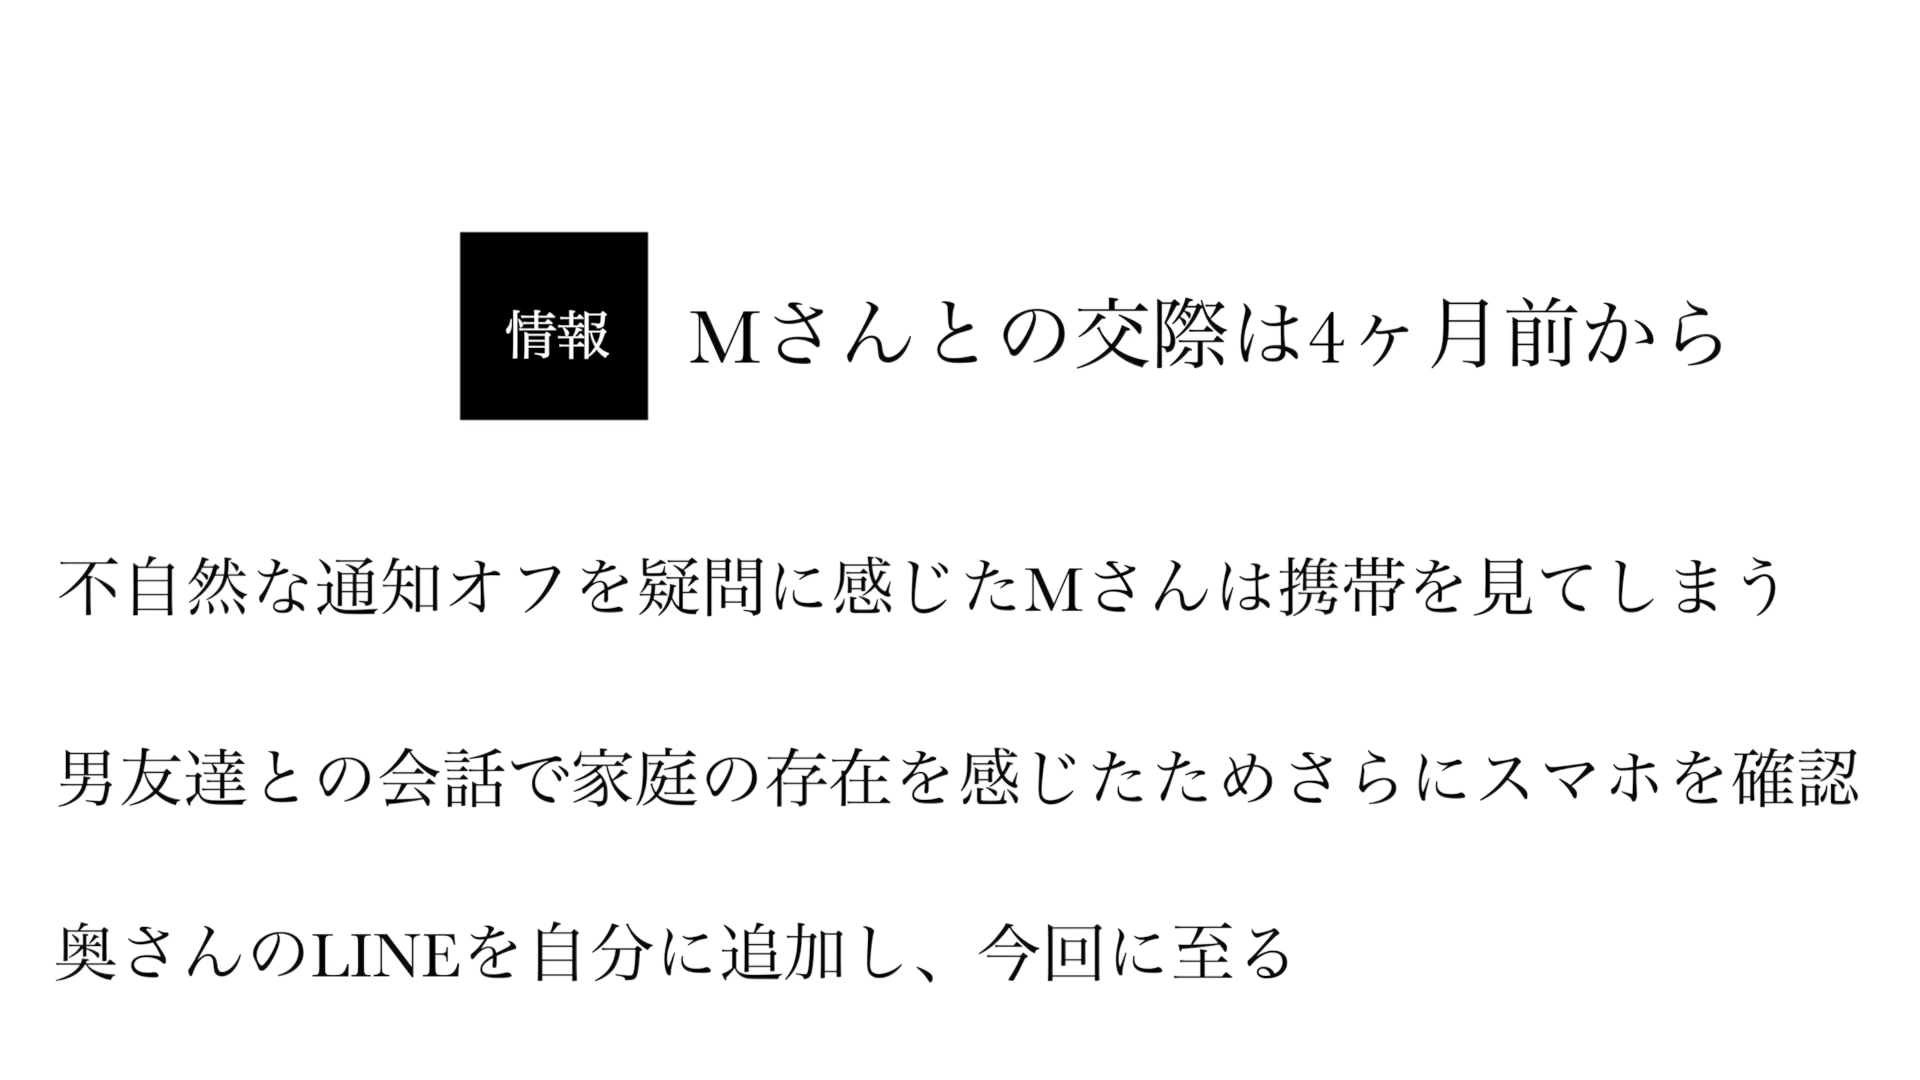 情報
Mさんとの交際は4ヶ月前から
不自然な通知オフを疑問に感じたMさんは携帯を見てしまう
男友達との会話で家庭の存在を感じたためさらにスマホを確認
奥さんのLINEを自分に追加し、今回に至る